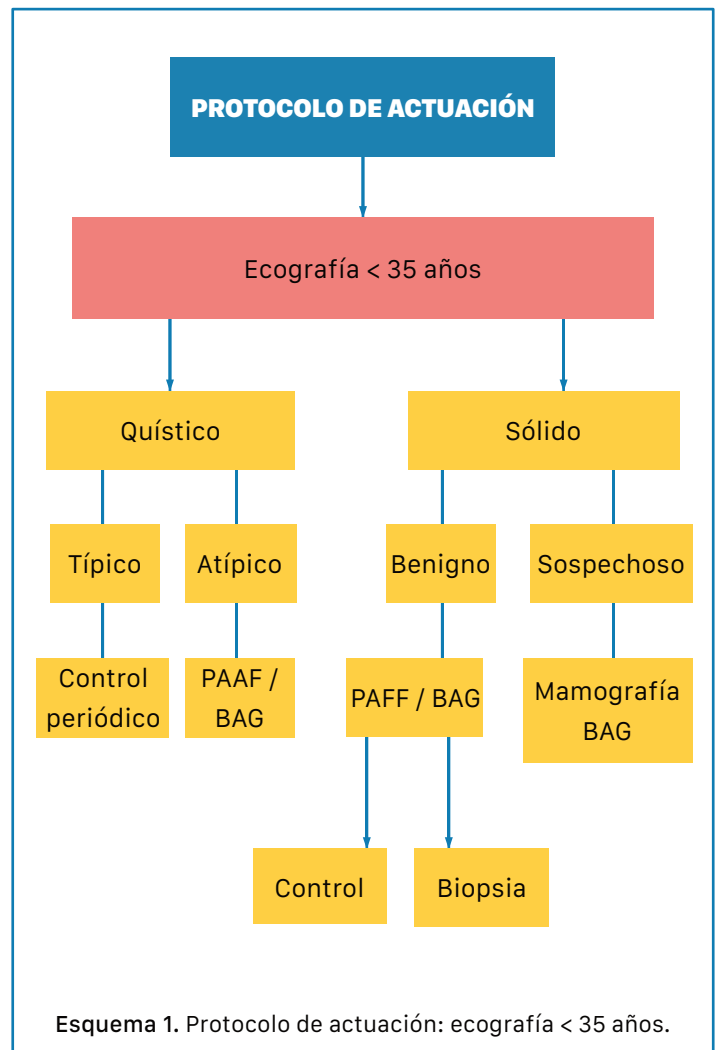 PROTOCOLO DE ACTUACIÓN
Ecografía < 35 años
Quístico
Sólido
Típico
Atípico
Benigno
Sospechoso
Control
periódico
PAAF /
BAG
PAFF / BAG
Mamografía
BAG
Control
Biopsia
Esquema 1. Protocolo de actuación: ecografía < 35 años.